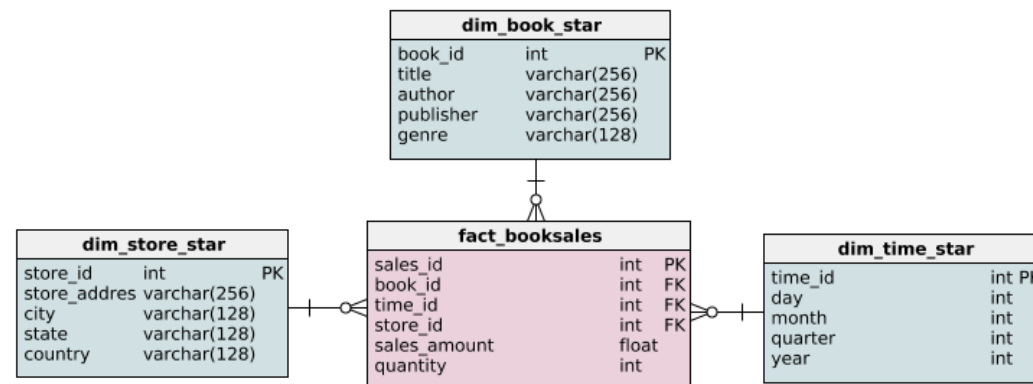 dim_book_star
book_id int PK
title varchar(256)
author varchar(256)
publisher varchar(256)
genre varchar(128)
dim_store_star
store_id int PK
store_addres varchar(256)
city varchar(128)
state varchar(128)
country varchar(128)
fact_booksales
sales_id int PK
book_id int FK
time_id int FK
store_id int FK
sales_amount float
quantity int
dim_time_star
time_id int PK
day int
month int
quarter int
year int